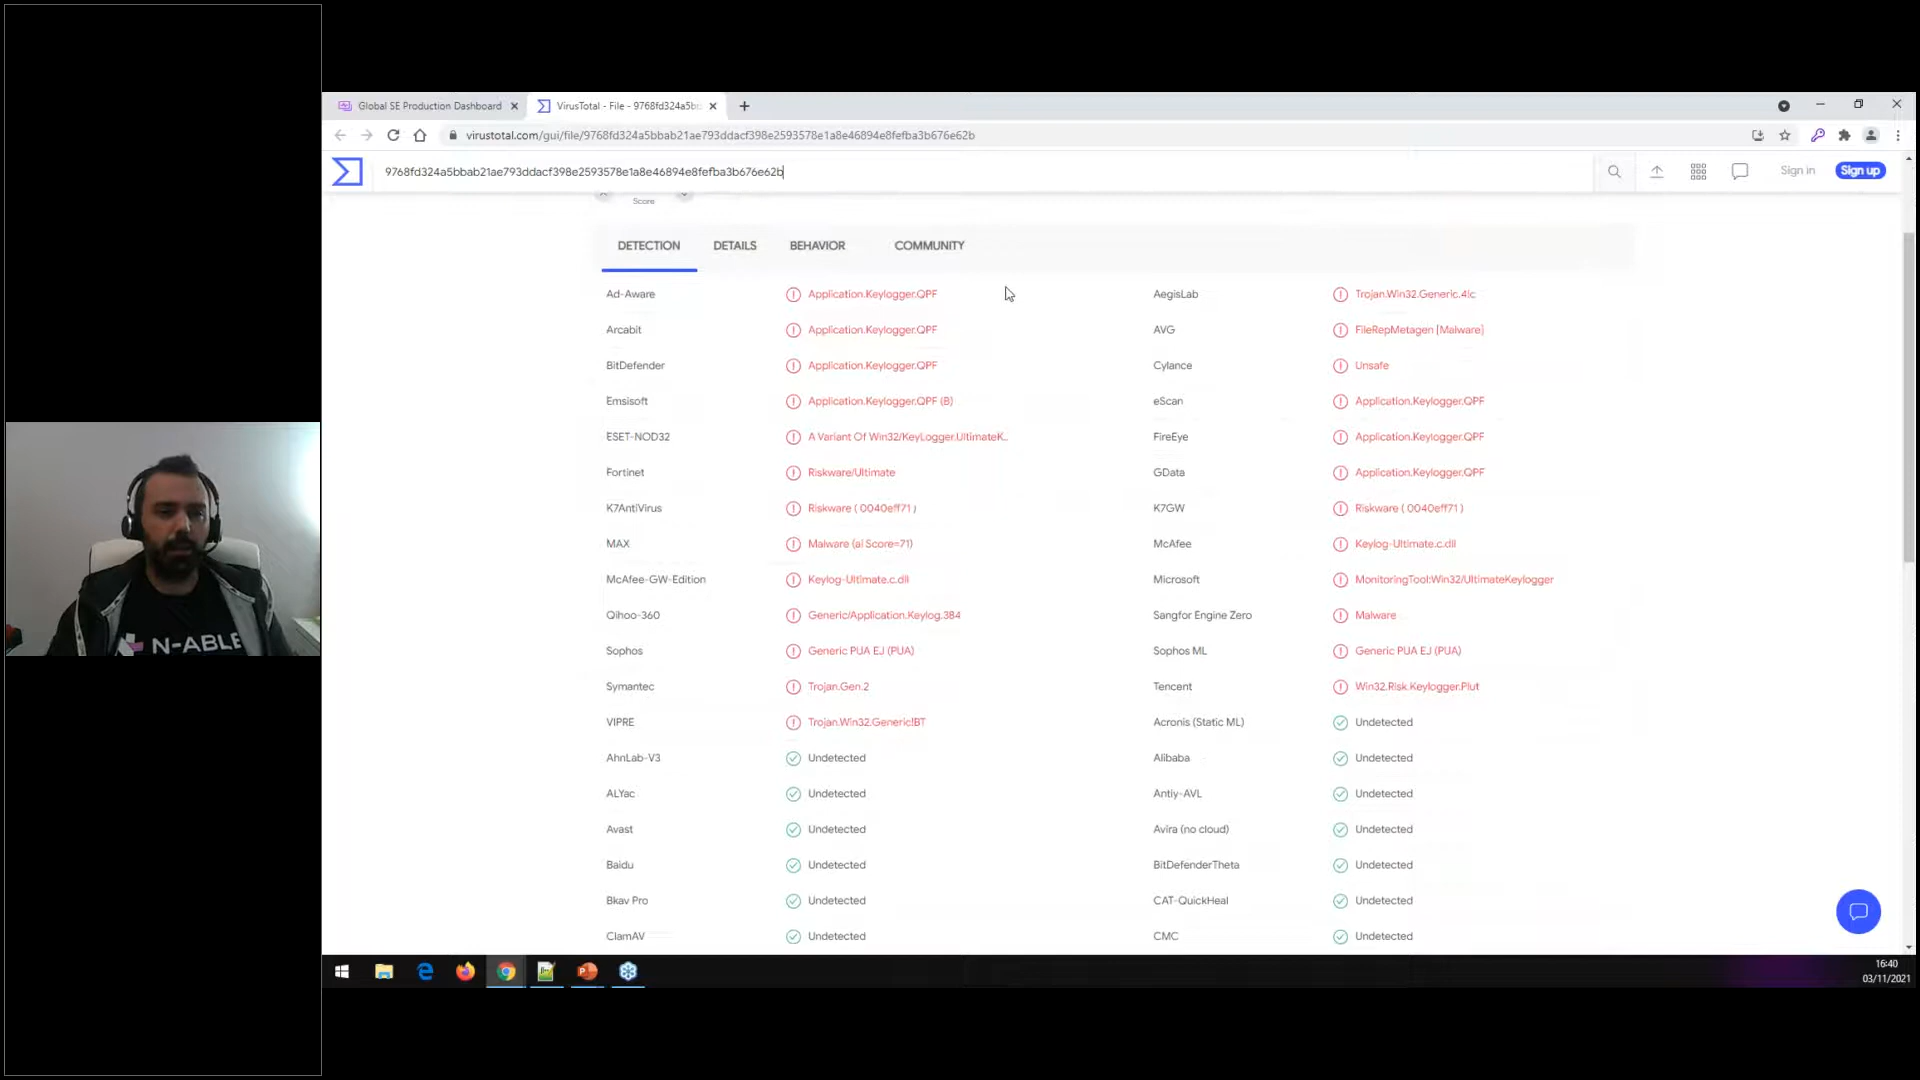 Global SE Production Dashboard
VirusTotal - File - 9768fd324a5bc
virustotal.com/gui/file/9768fd324a5bbab21ae793ddacf398e2593578e1a8e46894e8fefba3b676e62b
9768fd324a5bbab21ae793ddacf398e2593578e1a8e46894e8fefba3b676e62b
Sign in
Sign up
Score
DETECTION DETAILS BEHAVIOR COMMUNITY
Ad-Aware Application.Keylogger.QPF AegisLab Trojan.Win32.Generic.4!c
Arcabit Application.Keylogger.QPF AVG FileRepMetagen [Malware]
BitDefender Application.Keylogger.QPF Cylance Unsafe
Emsisoft Application.Keylogger.QPF (B) eScan Application.Keylogger.QPF
ESET-NOD32 A Variant Of Win32/KeyLogger.UltimateK... FireEye Application.Keylogger.QPF
Fortinet Riskware/Ultimate GData Application.Keylogger.QPF
K7AntiVirus Riskware ( 0040eff71 ) K7GW Riskware ( 0040eff71 )
MAX Malware (ai Score=71) McAfee Keylog-Ultimate.c.dll
McAfee-GW-Edition Keylog-Ultimate.c.dll Microsoft MonitoringTool:Win32/UltimateKeylogger
Qihoo-360 Generic/Application.Keylog.384 Sangfor Engine Zero Malware
Sophos Generic PUA EJ (PUA) Sophos ML Generic PUA EJ (PUA)
Symantec Trojan.Gen.2 Tencent Win32.Risk.Keylogger.Plut
VIPRE Trojan.Win32.Generic!BT Acronis (Static ML) Undetected
AhnLab-V3 Undetected Alibaba Undetected
ALYac Undetected Antiy-AVL Undetected
Avast Undetected Avira (no cloud) Undetected
Baidu Undetected BitDefenderTheta Undetected
Bkav Pro Undetected CAT-QuickHeal Undetected
ClamAV Undetected CMC Undetected
N-ABLE
16:40
03/11/2021